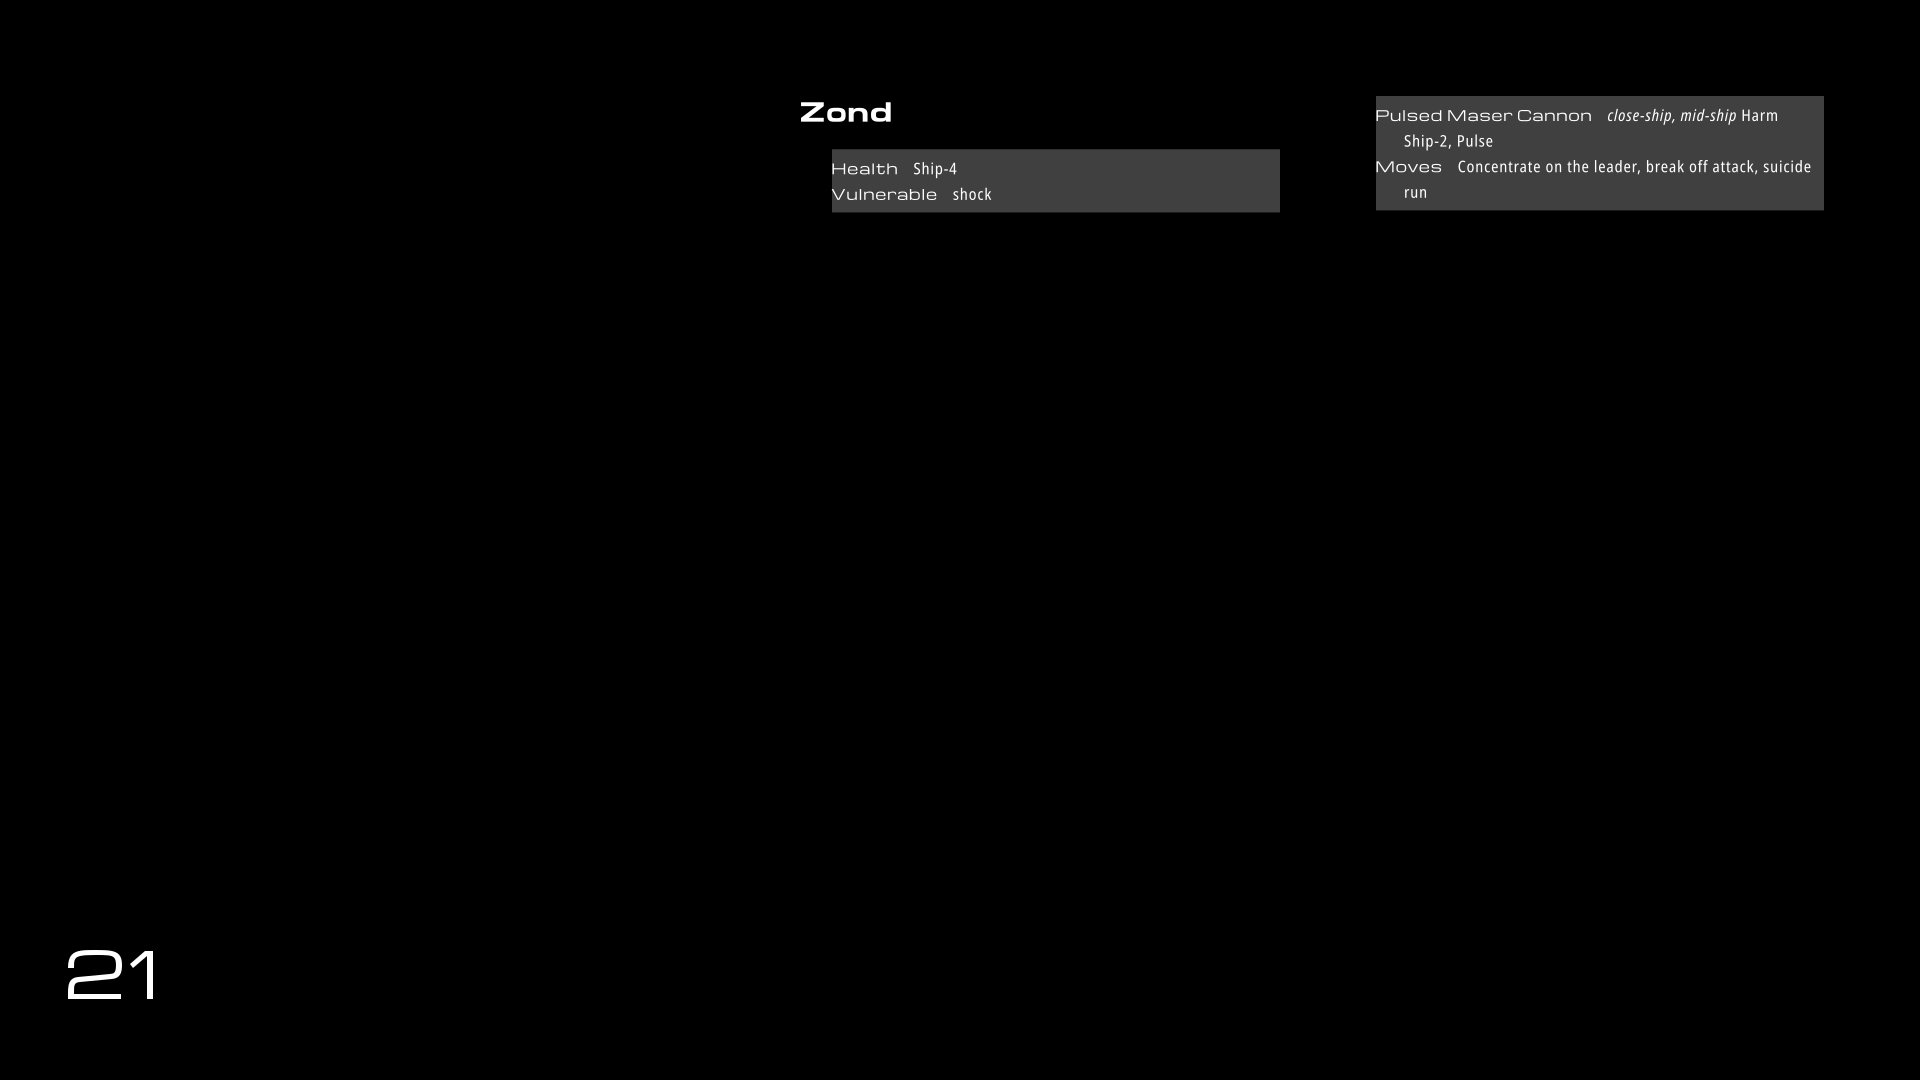 Zond
Health Ship-4
Vulnerable shock
Pulsed Maser Cannon close-ship, mid-ship Harm
Ship-2, Pulse
Moves Concentrate on the leader, break off attack, suicide
run
21